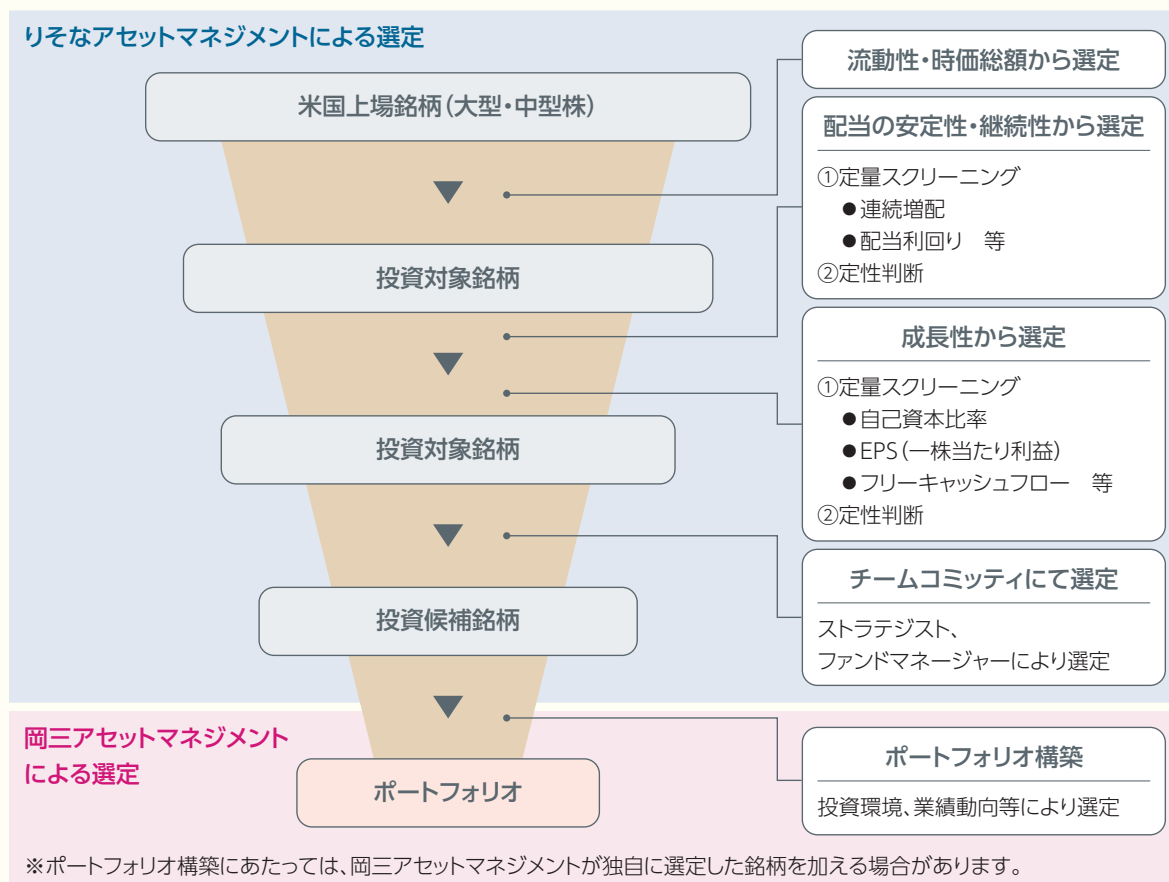 りそなアセットマネジメントによる選定
米国上場銘柄(大型・中型株)
流動性・時価総額から選定
投資対象銘柄
配当の安定性・継続性から選定
①定量スクリーニング
●連続増配
●配当利回り 等
②定性判断
投資対象銘柄
成長性から選定
①定量スクリーニング
●自己資本比率
●EPS(一株当たり利益)
●フリーキャッシュフロー 等
②定性判断
投資候補銘柄
チームコミッティにて選定
ストラテジスト、
ファンドマネージャーにより選定
岡三アセットマネジメント
による選定
ポートフォリオ
ポートフォリオ構築
投資環境、業績動向等により選定
※ポートフォリオ構築にあたっては、岡三アセットマネジメントが独自に選定した銘柄を加える場合があります。